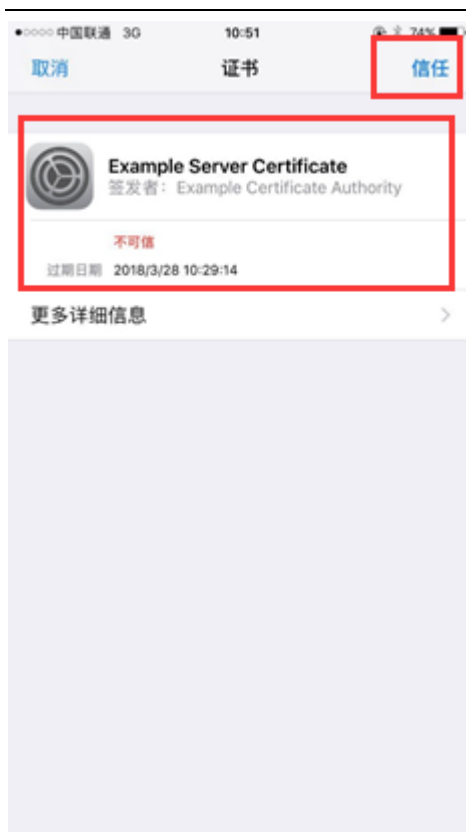 中国联通 3G 10:51 74%
取消 证书 信任
Example Server Certificate
签发者： Example Certificate Authority
不可信
过期日期 2018/3/28 10:29:14
更多详细信息